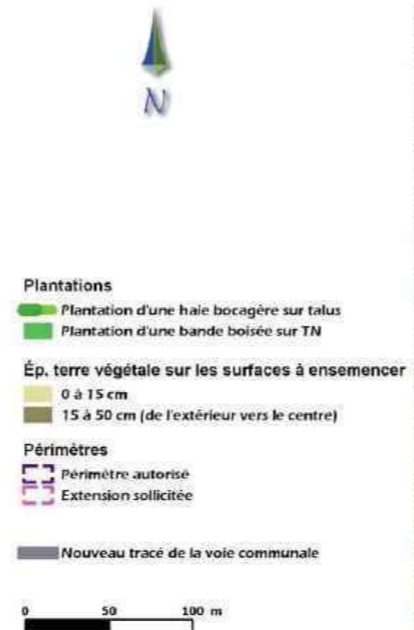 N
Plantations
Plantation d'une haie bocagère sur talus
Plantation d'une bande boisée sur TN
Ép. terre végétale sur les surfaces à ensemencer
0 à 15 cm
15 à 50 cm (de l'extérieur vers le centre)
Périmètres
Périmètre autorisé
Extension sollicitée
Nouveau tracé de la voie communale
0 50 100 m